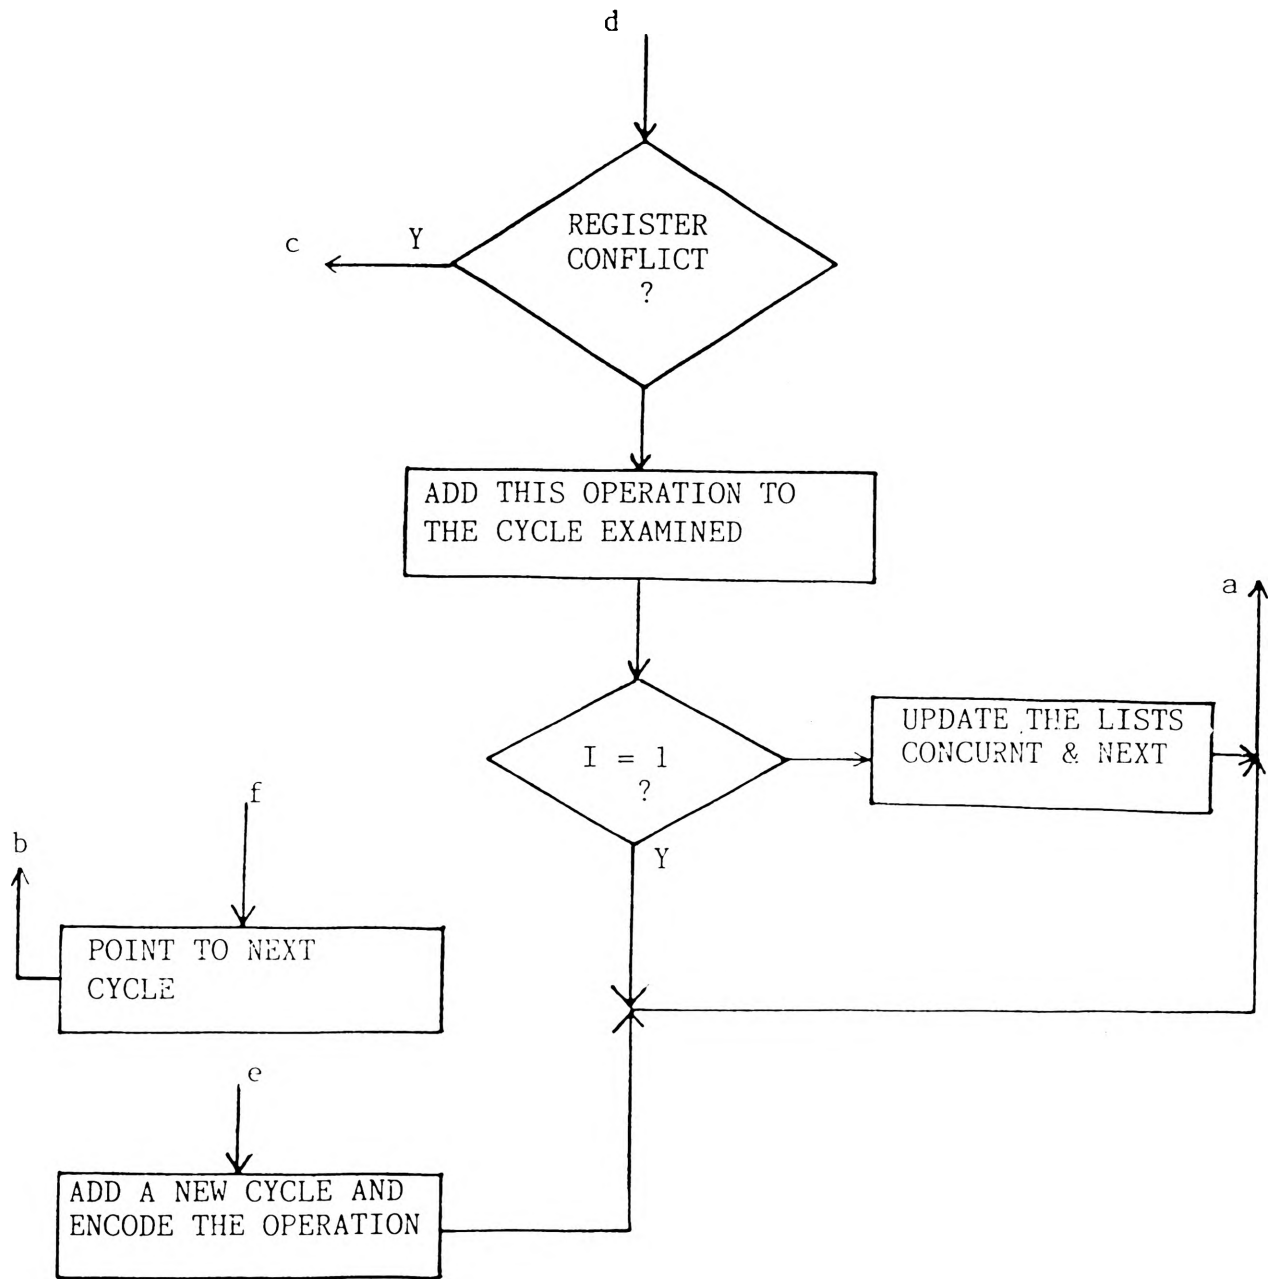 d
REGISTER
CONFLICT
?
Y
c
ADD THIS OPERATION TO
THE CYCLE EXAMINED
a
I = 1
?
Y
UPDATE THE LISTS
CONCURNT & NEXT
f
b
POINT TO NEXT
CYCLE
e
ADD A NEW CYCLE AND
ENCODE THE OPERATION